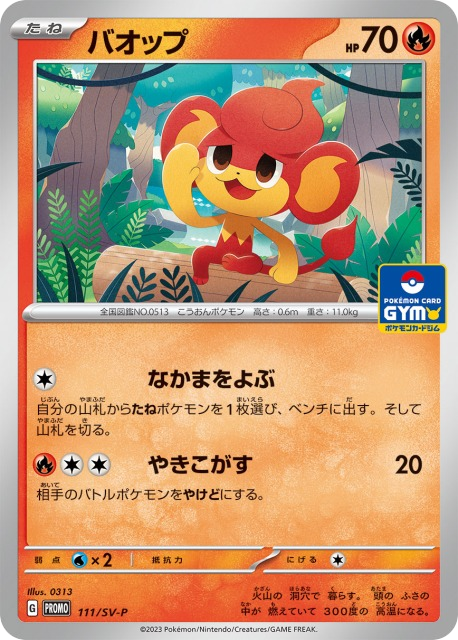 たね
バオップ
HP 70
POKÉMON CARD
GYM
ポケモンカードジム
全国図鑑NO.0513 こうおんポケモン 高さ:0.6m 重さ:11.0kg
なかまをよぶ
自分の山札からたねポケモンを1枚選び、ベンチに出す。そして
山札を切る。
やきこがす 20
相手のバトルポケモンをやけどにする。
弱点 ×2 抵抗力 にげる
Illus. 0313
火山の 洞穴で 暮らす。 頭の ふさの
中が 燃えていて 300度の 高温になる。
G PROMO 111/SV-P
©2023 Pokémon/Nintendo/Creatures/GAME FREAK.